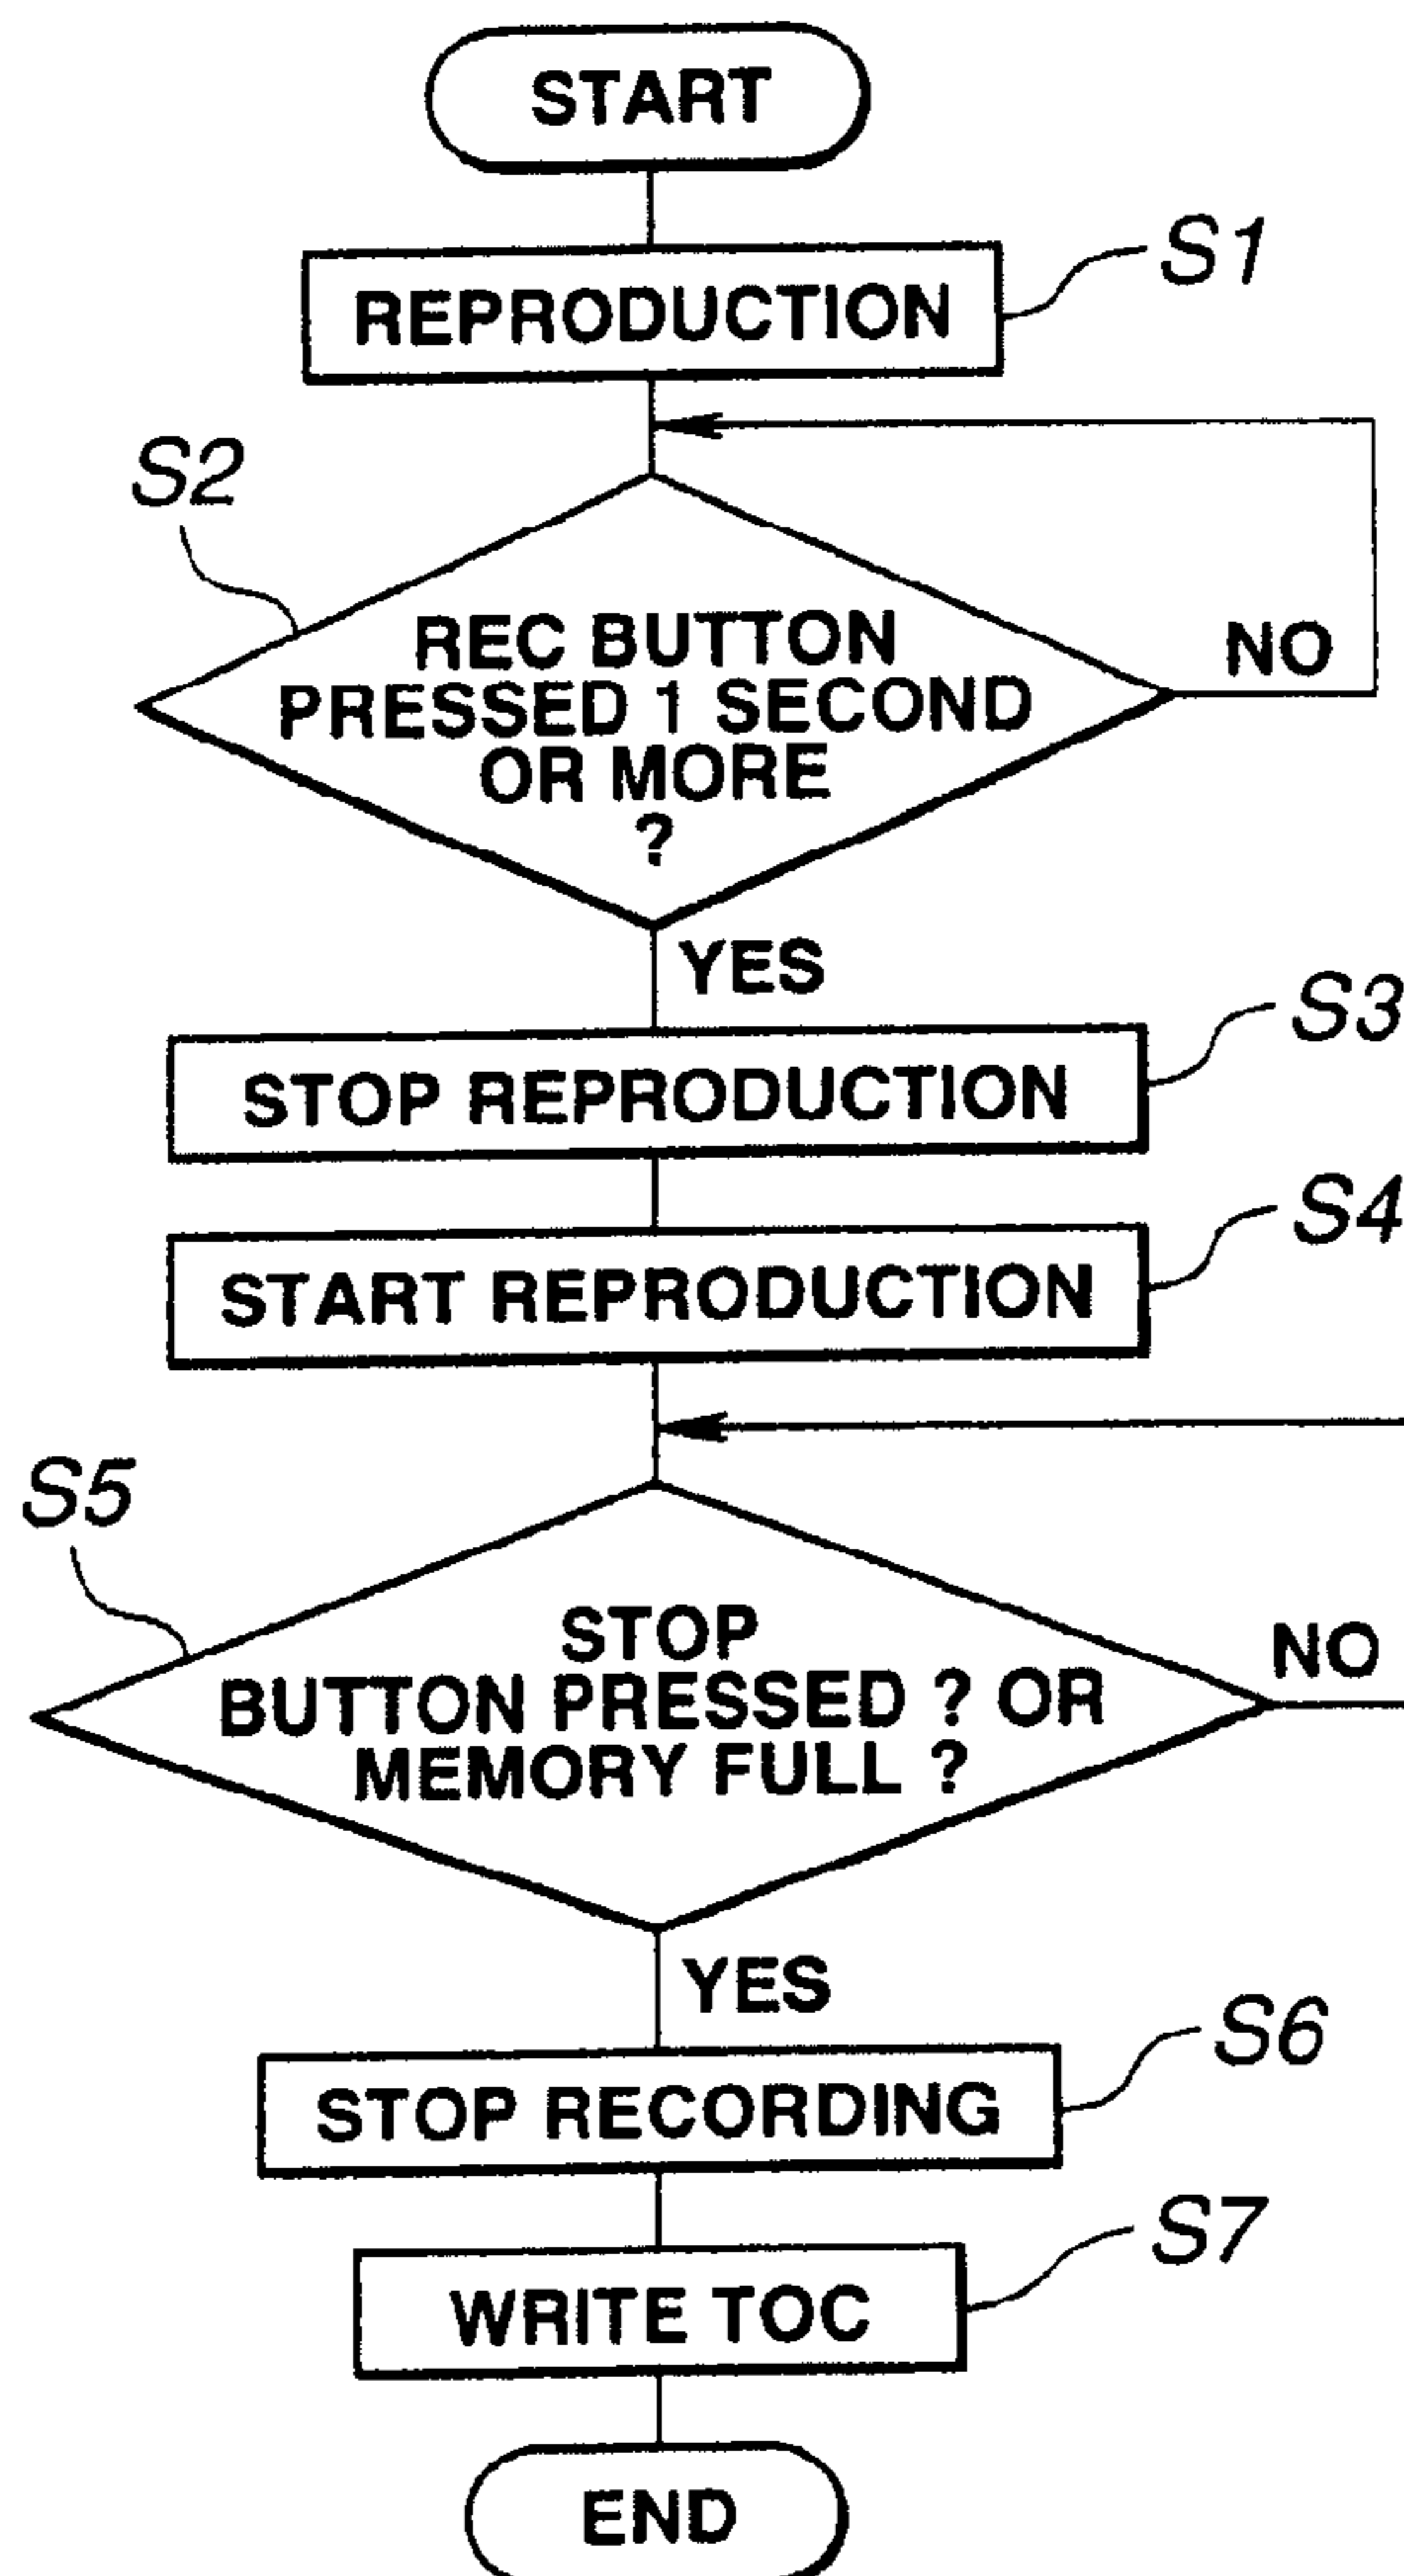 START
REPRODUCTION
S1
S2
REC BUTTON
PRESSED 1 SECOND
OR MORE
?
NO
YES
STOP REPRODUCTION
S3
START REPRODUCTION
S4
S5
STOP
BUTTON PRESSED ? OR
MEMORY FULL ?
NO
YES
STOP RECORDING
S6
WRITE TOC
S7
END